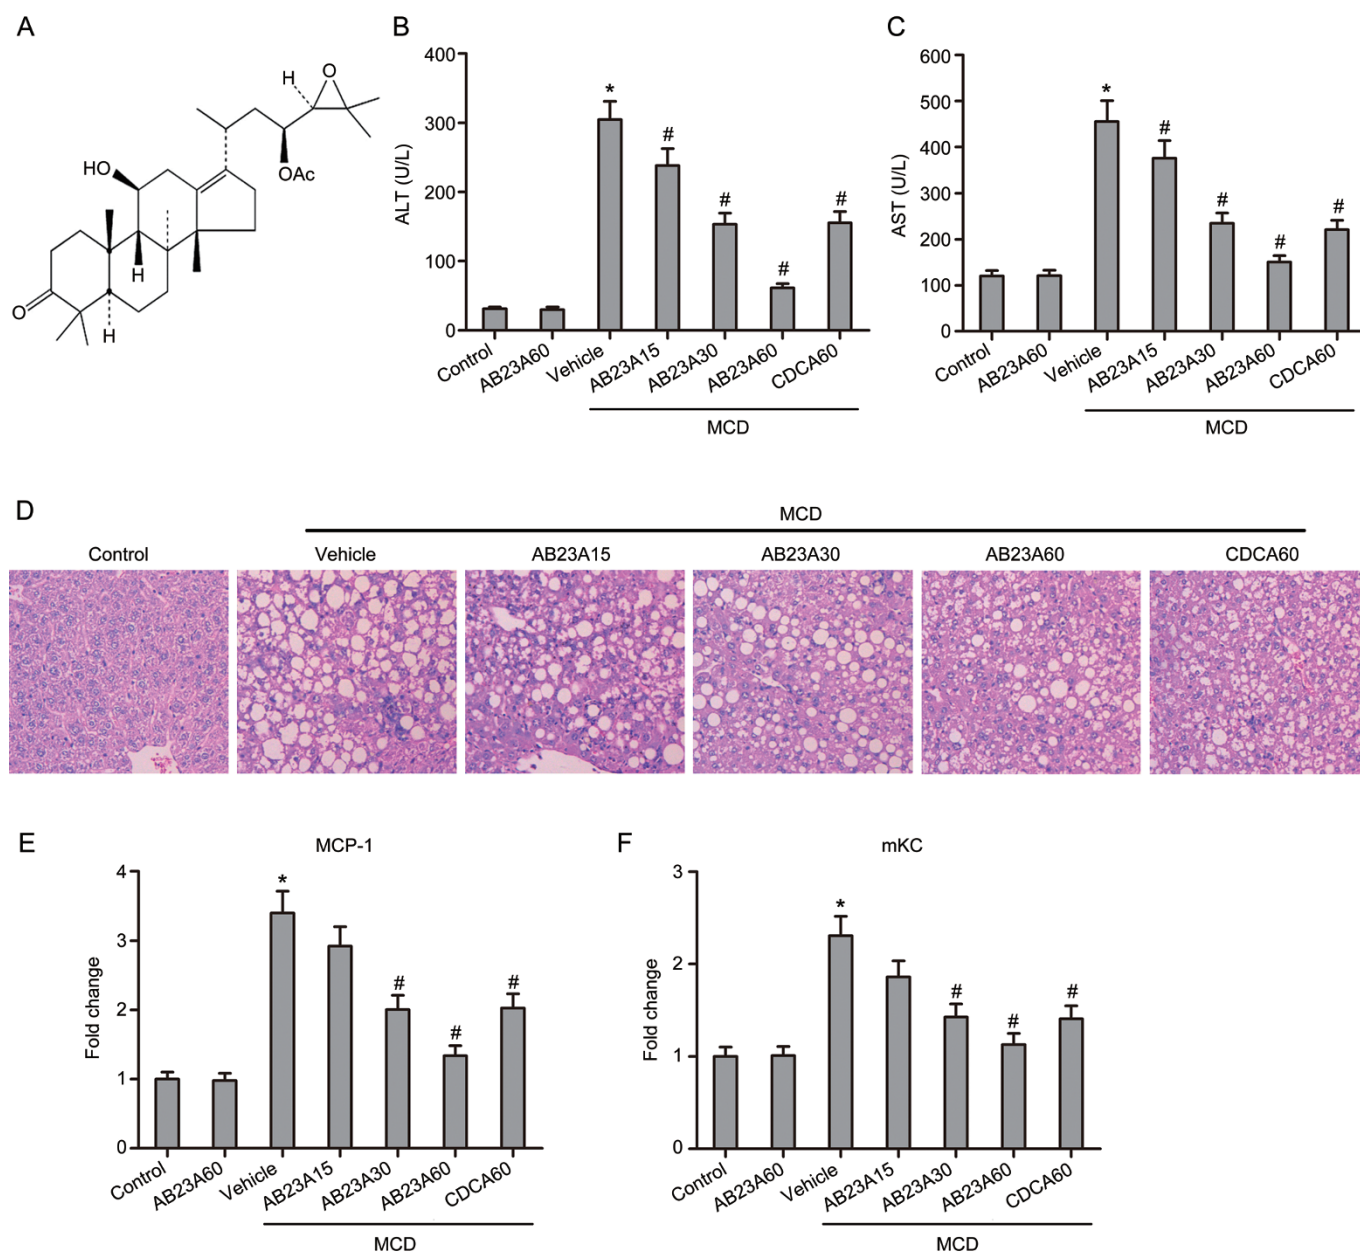 A
H
O
HO
OAc
H
O
H
B
ALT (U/L)
400
300
200
100
0
*
#
#
#
#
Control
AB23A60
Vehicle
AB23A15
AB23A30
AB23A60
CDCA60
MCD
C
AST (U/L)
600
500
400
300
200
100
0
*
#
#
#
#
Control
AB23A60
Vehicle
AB23A15
AB23A30
AB23A60
CDCA60
MCD
D
MCD
Control
Vehicle
AB23A15
AB23A30
AB23A60
CDCA60
E
MCP-1
Fold change
4
3
2
1
0
*
#
#
#
Control
AB23A60
Vehicle
AB23A15
AB23A30
AB23A60
CDCA60
MCD
F
mKC
Fold change
3
2
1
0
*
#
#
#
Control
AB23A60
Vehicle
AB23A15
AB23A30
AB23A60
CDCA60
MCD